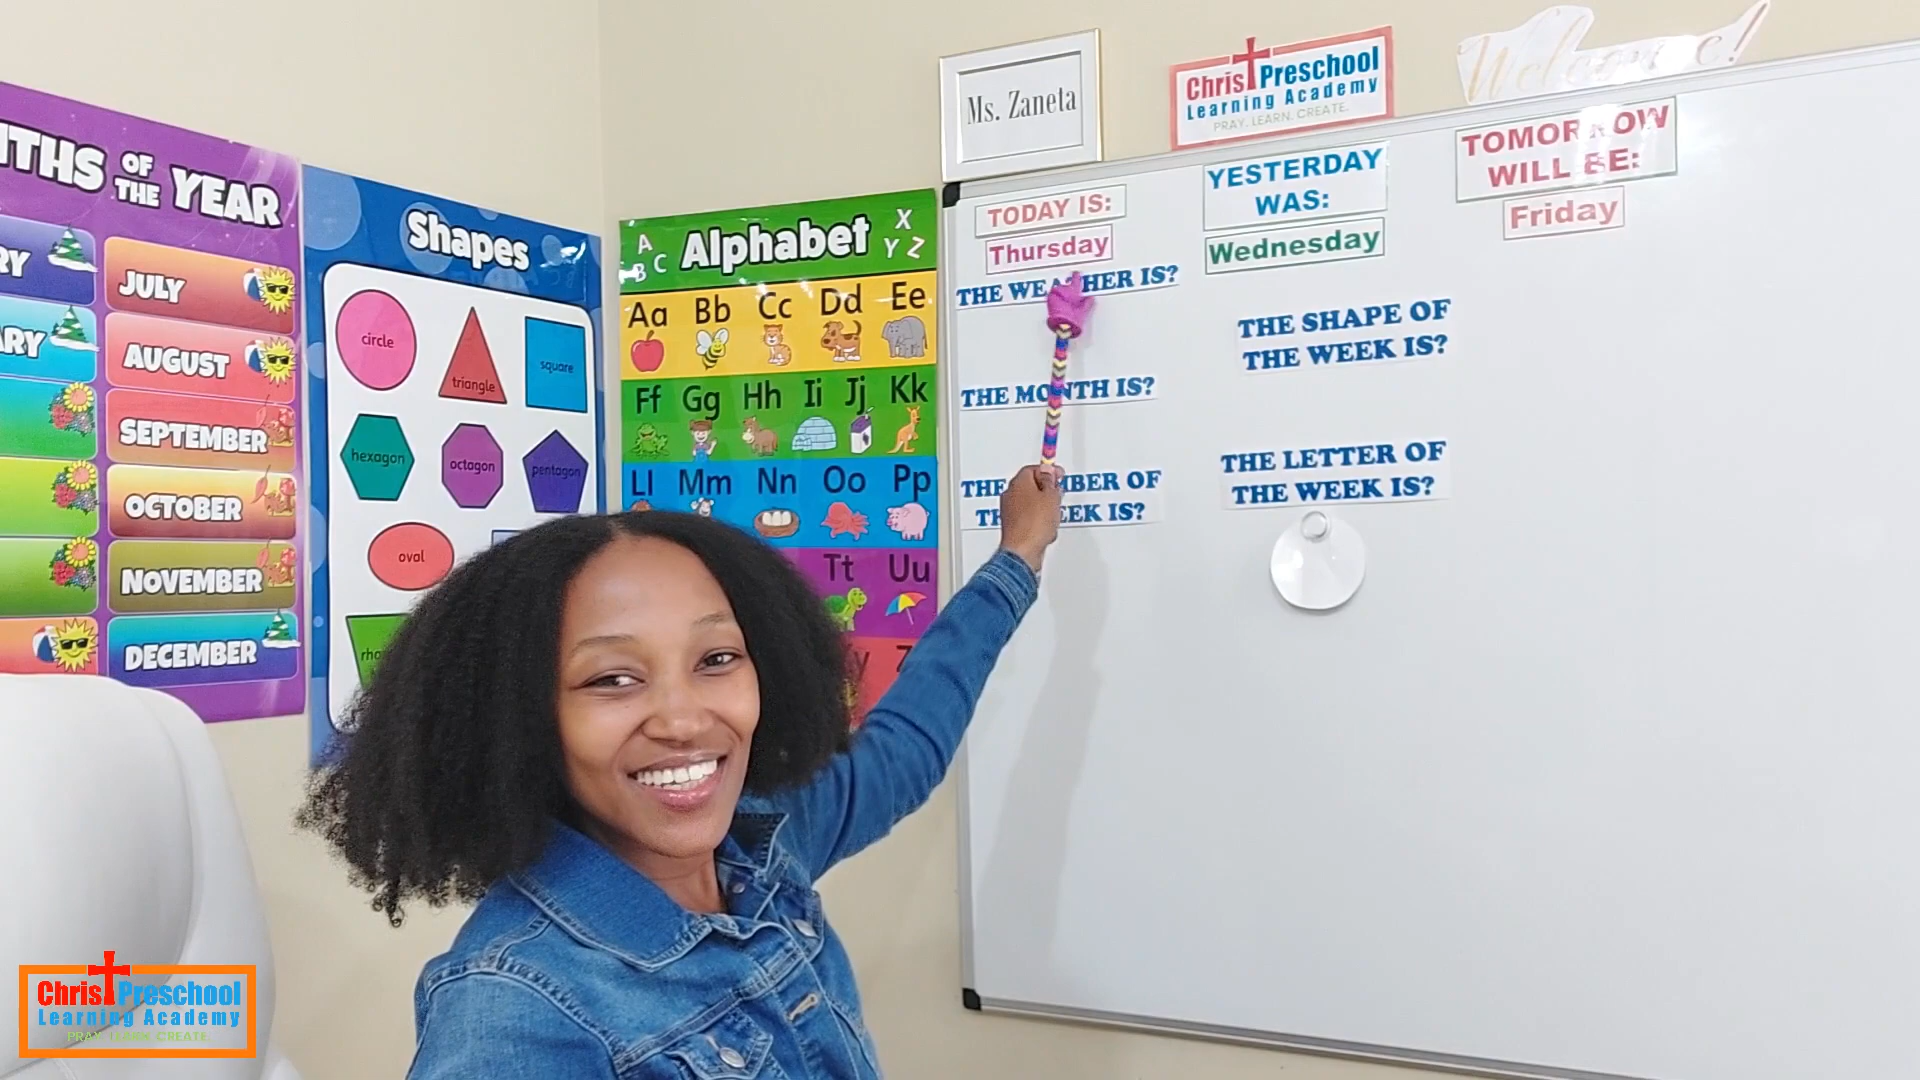 Ms. Zaneta
Christ Preschool
Learning Academy
PRAY. LEARN. CREATE.
Welcome!
OF
THE YEAR
JULY
AUGUST
SEPTEMBER
OCTOBER
NOVEMBER
DECEMBER
Shapes
circle
triangle
square
hexagon
octagon
pentagon
oval
A
B C
Alphabet
X
Y Z
Aa Bb Cc Dd Ee
Ff Gg Hh Ii Jj Kk
Ll Mm Nn Oo Pp
Tt Uu
TODAY IS:
Thursday
YESTERDAY
WAS:
Wednesday
TOMORROW
WILL BE:
Friday
THE WEATHER IS?
THE MONTH IS?
THE NUMBER OF
THE WEEK IS?
THE SHAPE OF
THE WEEK IS?
THE LETTER OF
THE WEEK IS?
Christ Preschool
Learning Academy
PRAY. LEARN. CREATE.